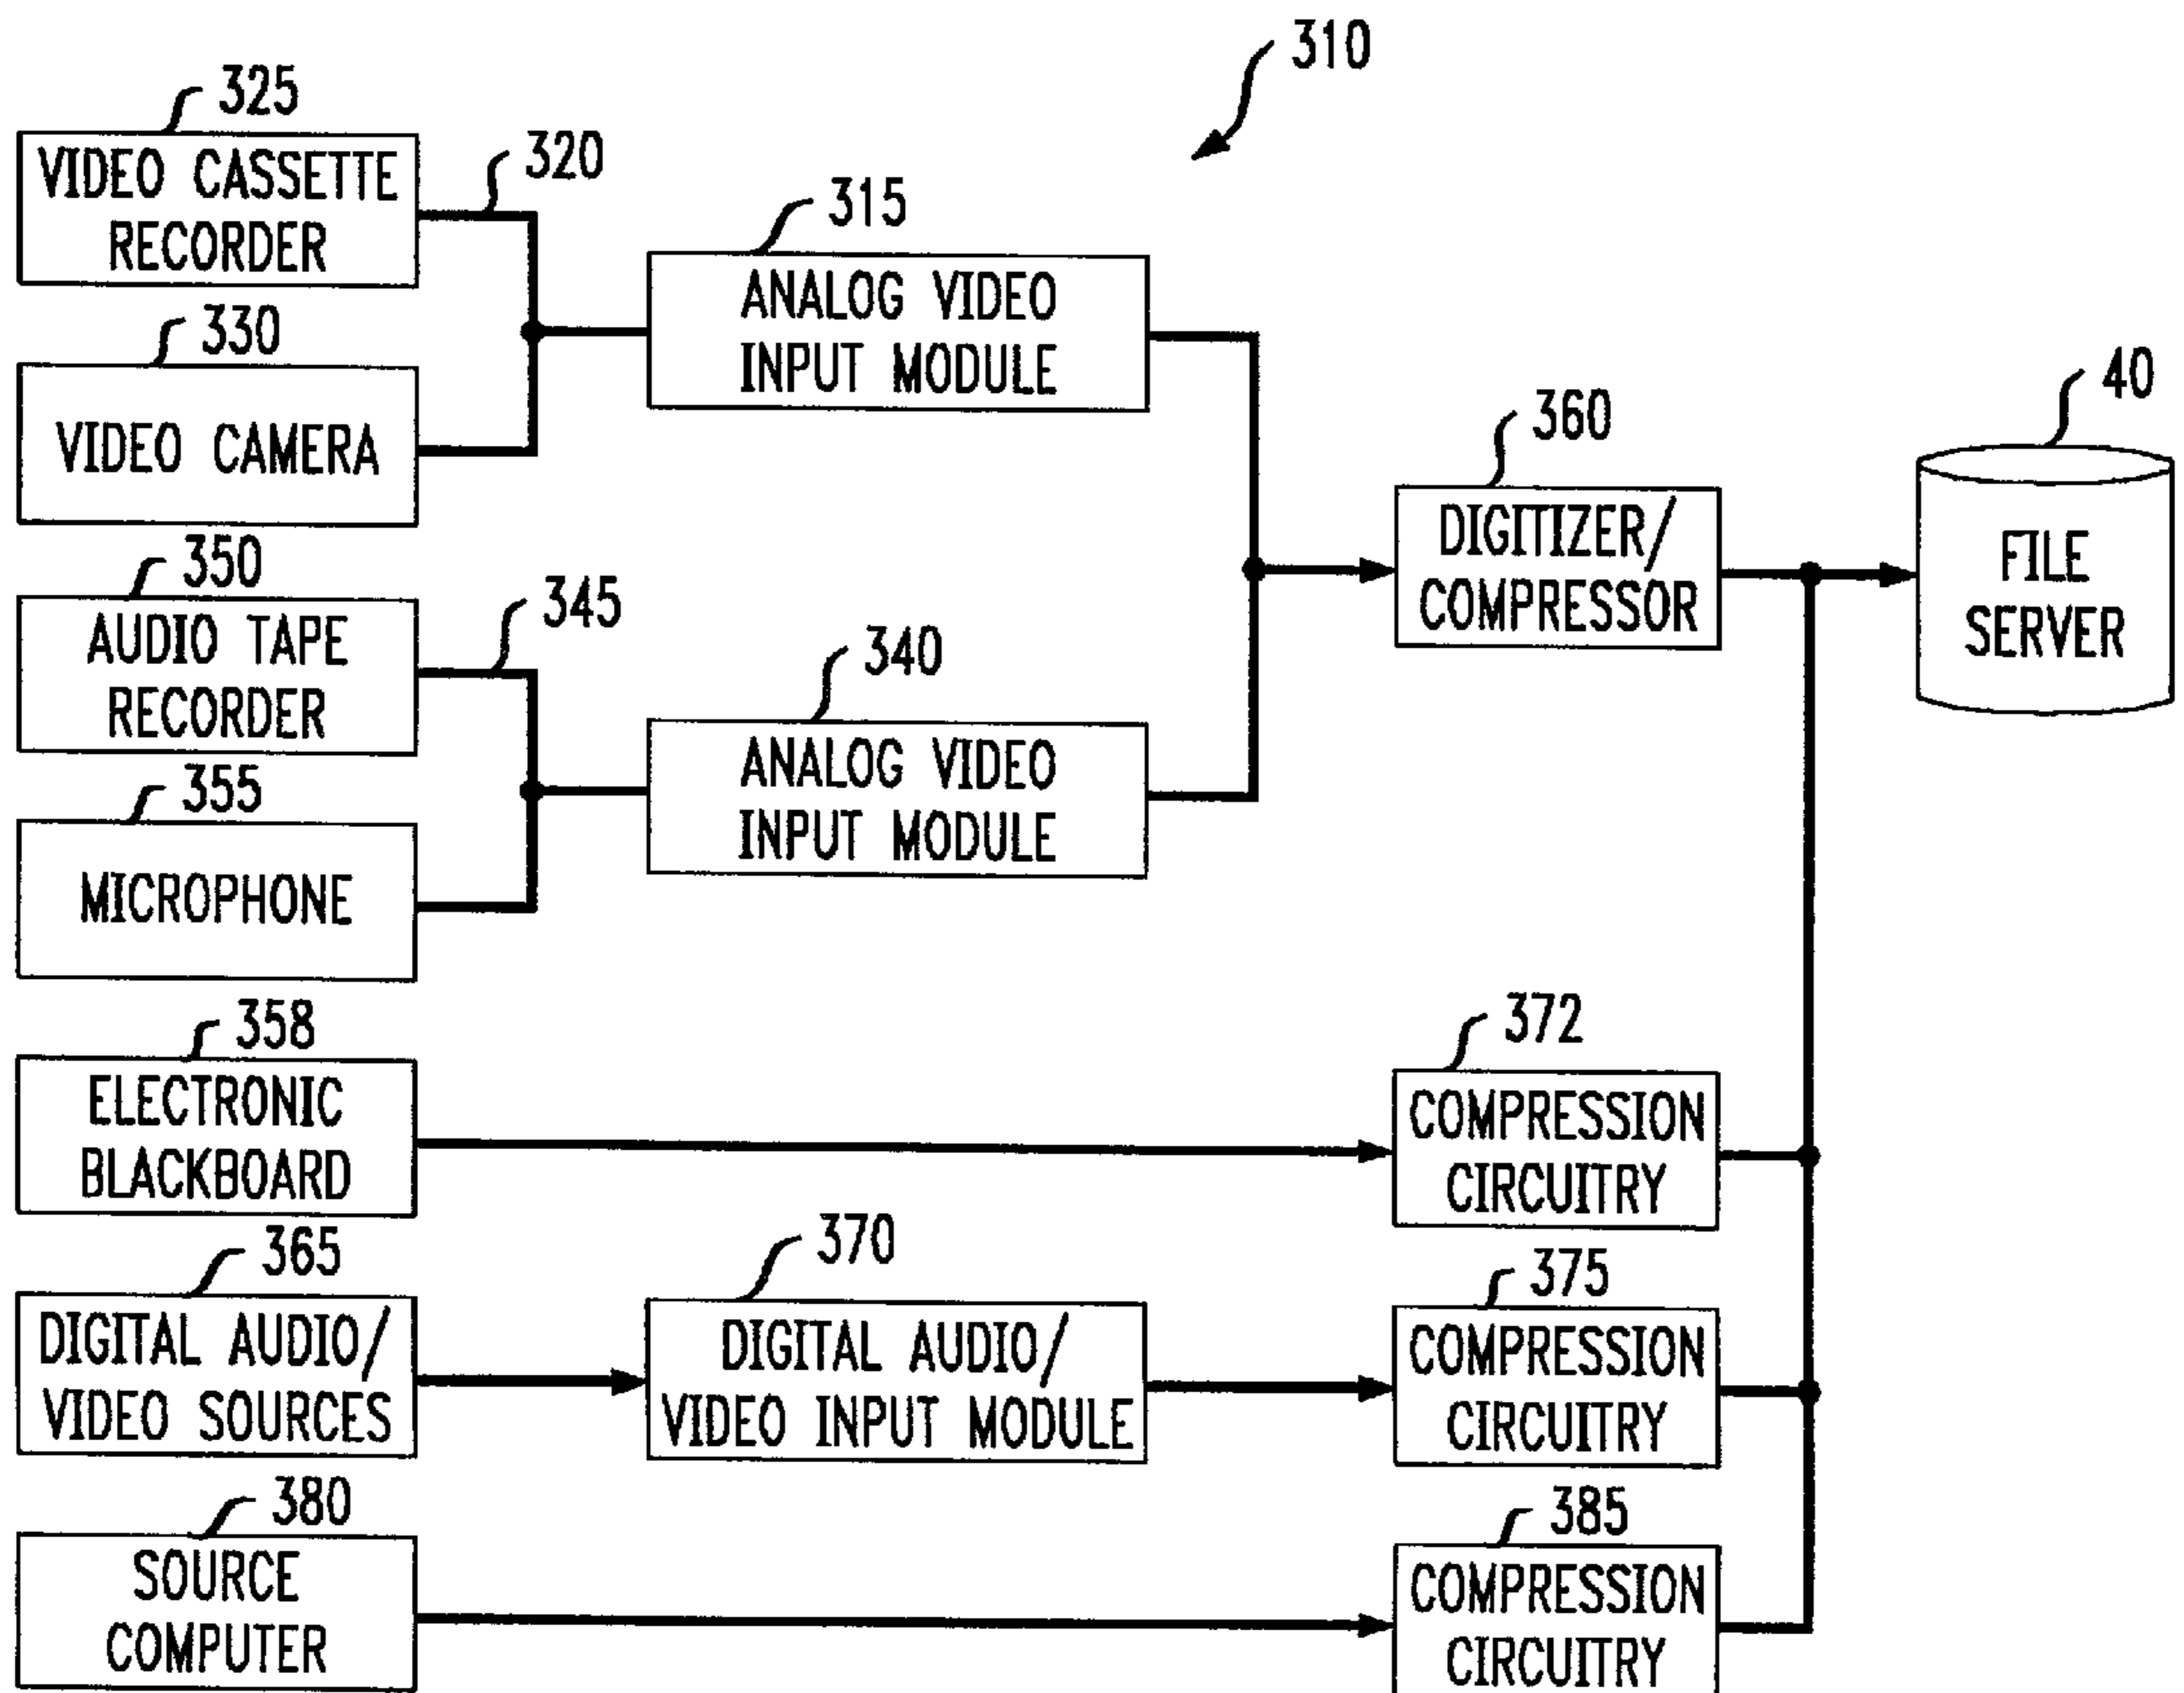 310
325
VIDEO CASSETTE
RECORDER
320
315
ANALOG VIDEO
INPUT MODULE
330
VIDEO CAMERA
350
AUDIO TAPE
RECORDER
345
340
ANALOG VIDEO
INPUT MODULE
355
MICROPHONE
360
DIGITIZER/
COMPRESSOR
40
FILE
SERVER
358
ELECTRONIC
BLACKBOARD
372
COMPRESSION
CIRCUITRY
365
DIGITAL AUDIO/
VIDEO SOURCES
370
DIGITAL AUDIO/
VIDEO INPUT MODULE
375
COMPRESSION
CIRCUITRY
380
SOURCE
COMPUTER
385
COMPRESSION
CIRCUITRY